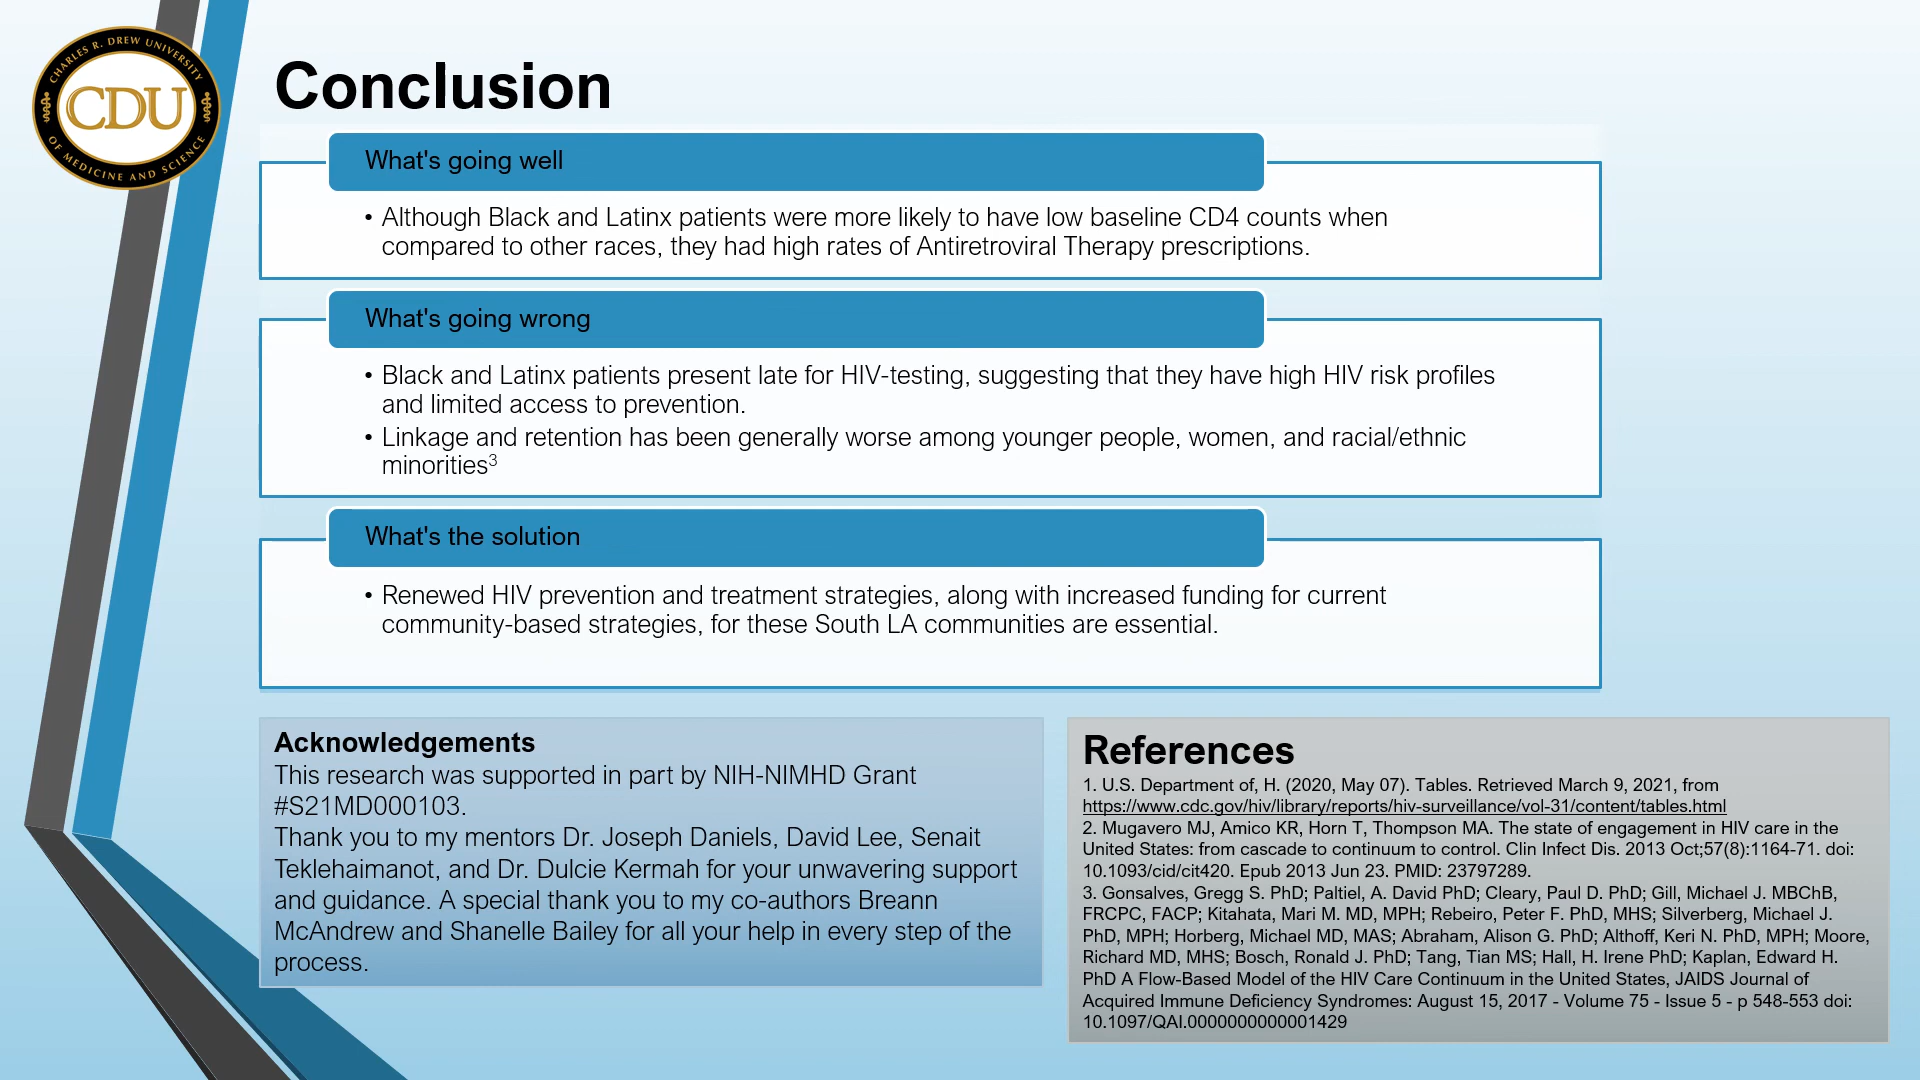 CHARLES R. DREW UNIVERSITY
CDU
OF MEDICINE AND SCIENCE
Conclusion
What's going well
• Although Black and Latinx patients were more likely to have low baseline CD4 counts when
compared to other races, they had high rates of Antiretroviral Therapy prescriptions.
What's going wrong
• Black and Latinx patients present late for HIV-testing, suggesting that they have high HIV risk profiles
and limited access to prevention.
• Linkage and retention has been generally worse among younger people, women, and racial/ethnic
minorities³
What's the solution
• Renewed HIV prevention and treatment strategies, along with increased funding for current
community-based strategies, for these South LA communities are essential.
Acknowledgements
This research was supported in part by NIH-NIMHD Grant
#S21MD000103.
Thank you to my mentors Dr. Joseph Daniels, David Lee, Senait
Teklehaimanot, and Dr. Dulcie Kermah for your unwavering support
and guidance. A special thank you to my co-authors Breann
McAndrew and Shanelle Bailey for all your help in every step of the
process.
References
1. U.S. Department of, H. (2020, May 07). Tables. Retrieved March 9, 2021, from
https://www.cdc.gov/hiv/library/reports/hiv-surveillance/vol-31/content/tables.html
2. Mugavero MJ, Amico KR, Horn T, Thompson MA. The state of engagement in HIV care in the
United States: from cascade to continuum to control. Clin Infect Dis. 2013 Oct;57(8):1164-71. doi:
10.1093/cid/cit420. Epub 2013 Jun 23. PMID: 23797289.
3. Gonsalves, Gregg S. PhD; Paltiel, A. David PhD; Cleary, Paul D. PhD; Gill, Michael J. MBChB,
FRCPC, FACP; Kitahata, Mari M. MD, MPH; Rebeiro, Peter F. PhD, MHS; Silverberg, Michael J.
PhD, MPH; Horberg, Michael MD, MAS; Abraham, Alison G. PhD; Althoff, Keri N. PhD, MPH; Moore,
Richard MD, MHS; Bosch, Ronald J. PhD; Tang, Tian MS; Hall, H. Irene PhD; Kaplan, Edward H.
PhD A Flow-Based Model of the HIV Care Continuum in the United States, JAIDS Journal of
Acquired Immune Deficiency Syndromes: August 15, 2017 - Volume 75 - Issue 5 - p 548-553 doi:
10.1097/QAI.0000000000001429